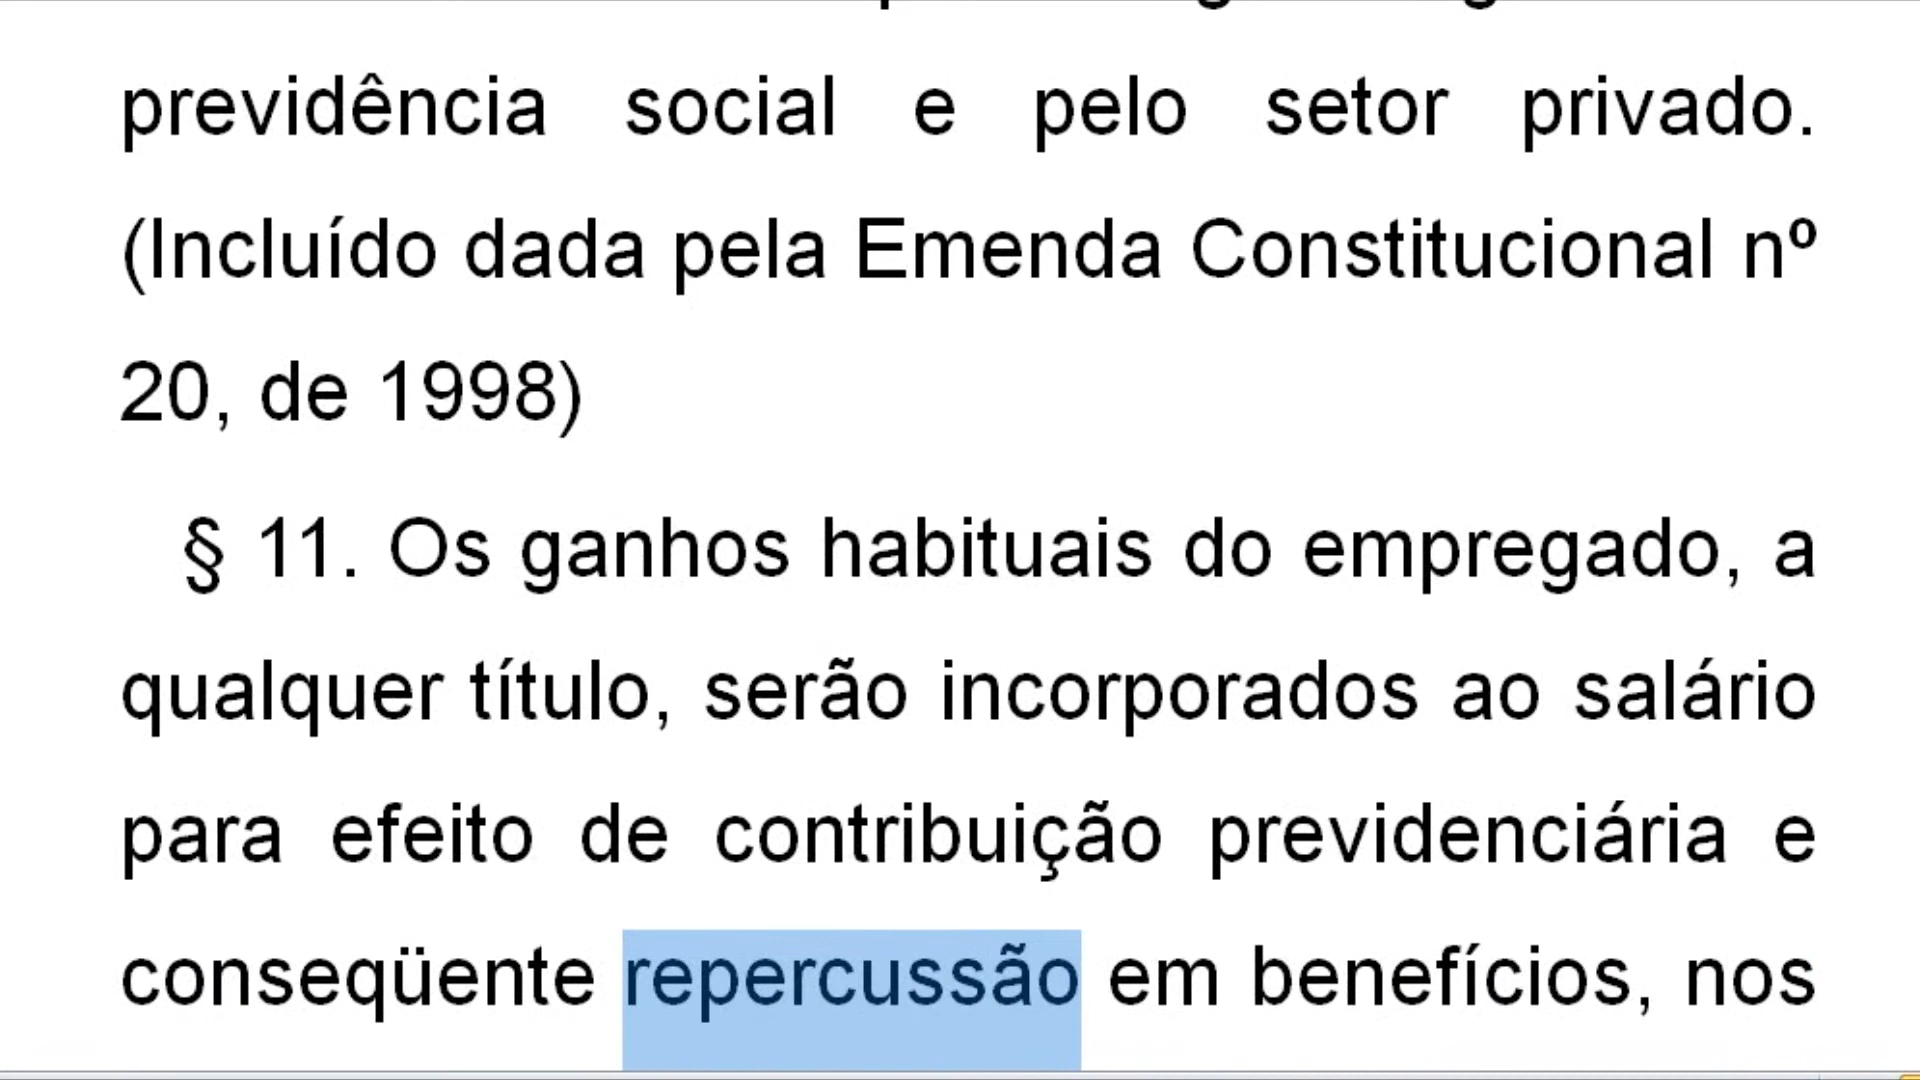 previdência social e pelo setor privado.
(Incluído dada pela Emenda Constitucional nº
20, de 1998)
§ 11. Os ganhos habituais do empregado, a
qualquer título, serão incorporados ao salário
para efeito de contribuição previdenciária e
conseqüente repercussão em benefícios, nos